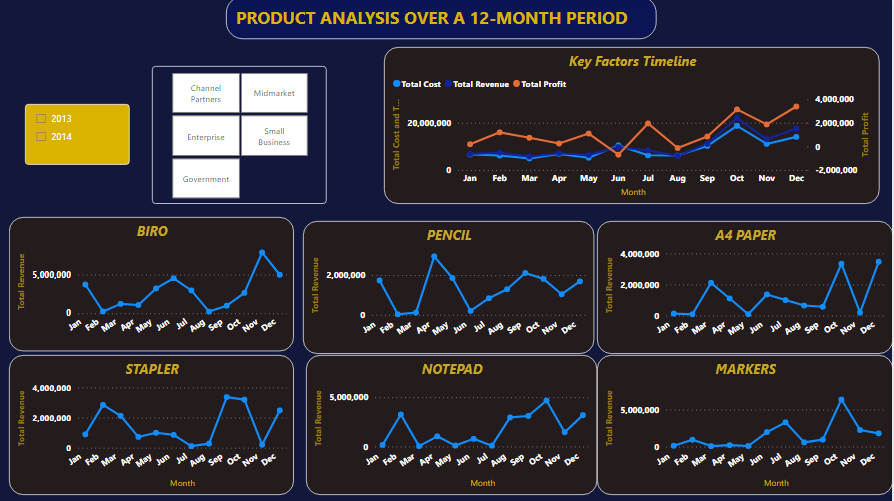 PRODUCT ANALYSIS OVER A 12-MONTH PERIOD
2013
2014
Channel
Partners
Midmarket
Enterprise
Small
Business
Government
Key Factors Timeline
Total Cost Total Revenue Total Profit
Total Cost and T...
20,000,000
0
4,000,000
2,000,000
0
-2,000,000
Total Profit
Jan Feb Mar Apr May Jun Jul Aug Sep Oct Nov Dec
Month
BIRO
Total Revenue
5,000,000
0
Jan Feb Mar Apr May Jun Jul Aug Sep Oct Nov Dec
PENCIL
Total Revenue
2,000,000
0
Jan Feb Mar Apr May Jun Jul Aug Sep Oct Nov Dec
A4 PAPER
Total Revenue
4,000,000
2,000,000
0
Jan Feb Mar Apr May Jun Jul Aug Sep Oct Nov Dec
STAPLER
Total Revenue
4,000,000
2,000,000
0
Jan Feb Mar Apr May Jun Jul Aug Sep Oct Nov Dec
Month
NOTEPAD
Total Revenue
5,000,000
0
Jan Feb Mar Apr May Jun Jul Aug Sep Oct Nov Dec
Month
MARKERS
Total Revenue
5,000,000
0
Jan Feb Mar Apr May Jun Jul Aug Sep Oct Nov Dec
Month